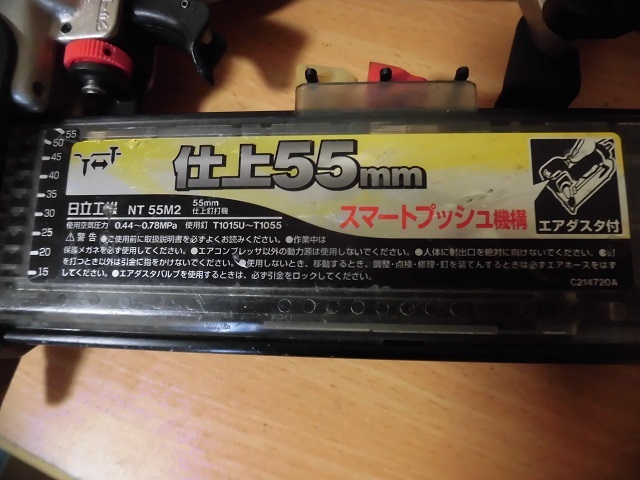 55
50
45
40
35
30
25
20
15
仕上55mm
日立工機 NT 55M2 55mm 仕上釘打機
スマートプッシュ機構
エアダスタ付
使用空気圧力 0.44〜0.78MPa 使用釘 T1015U〜T1055
⚠警告 ●ご使用前に取扱説明書を必ずよくお読みください。●作業中は
保護メガネを必ず使用してください。●エアコンプレッサ以外の動力源は使用しないでください。●人体に射出口を絶対に向けないでください。●釘
を打つとき以外は引金に指をかけないでください。●使用しないとき、移動するとき、調整・点検・修理・釘を装てんするときは必ずエアホースをはず
してください。●エアダスタバルブを使用するときは、必ず引金をロックしてください。
C214720A